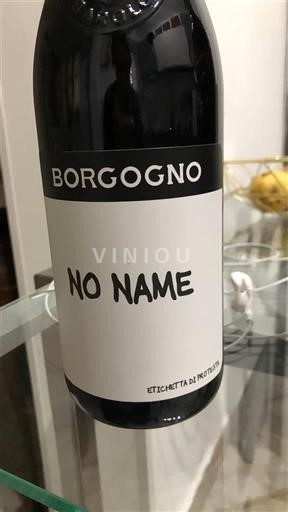 BORGOGNO
VINIOU
NO NAME
ETICHETTA DI PROTESTA